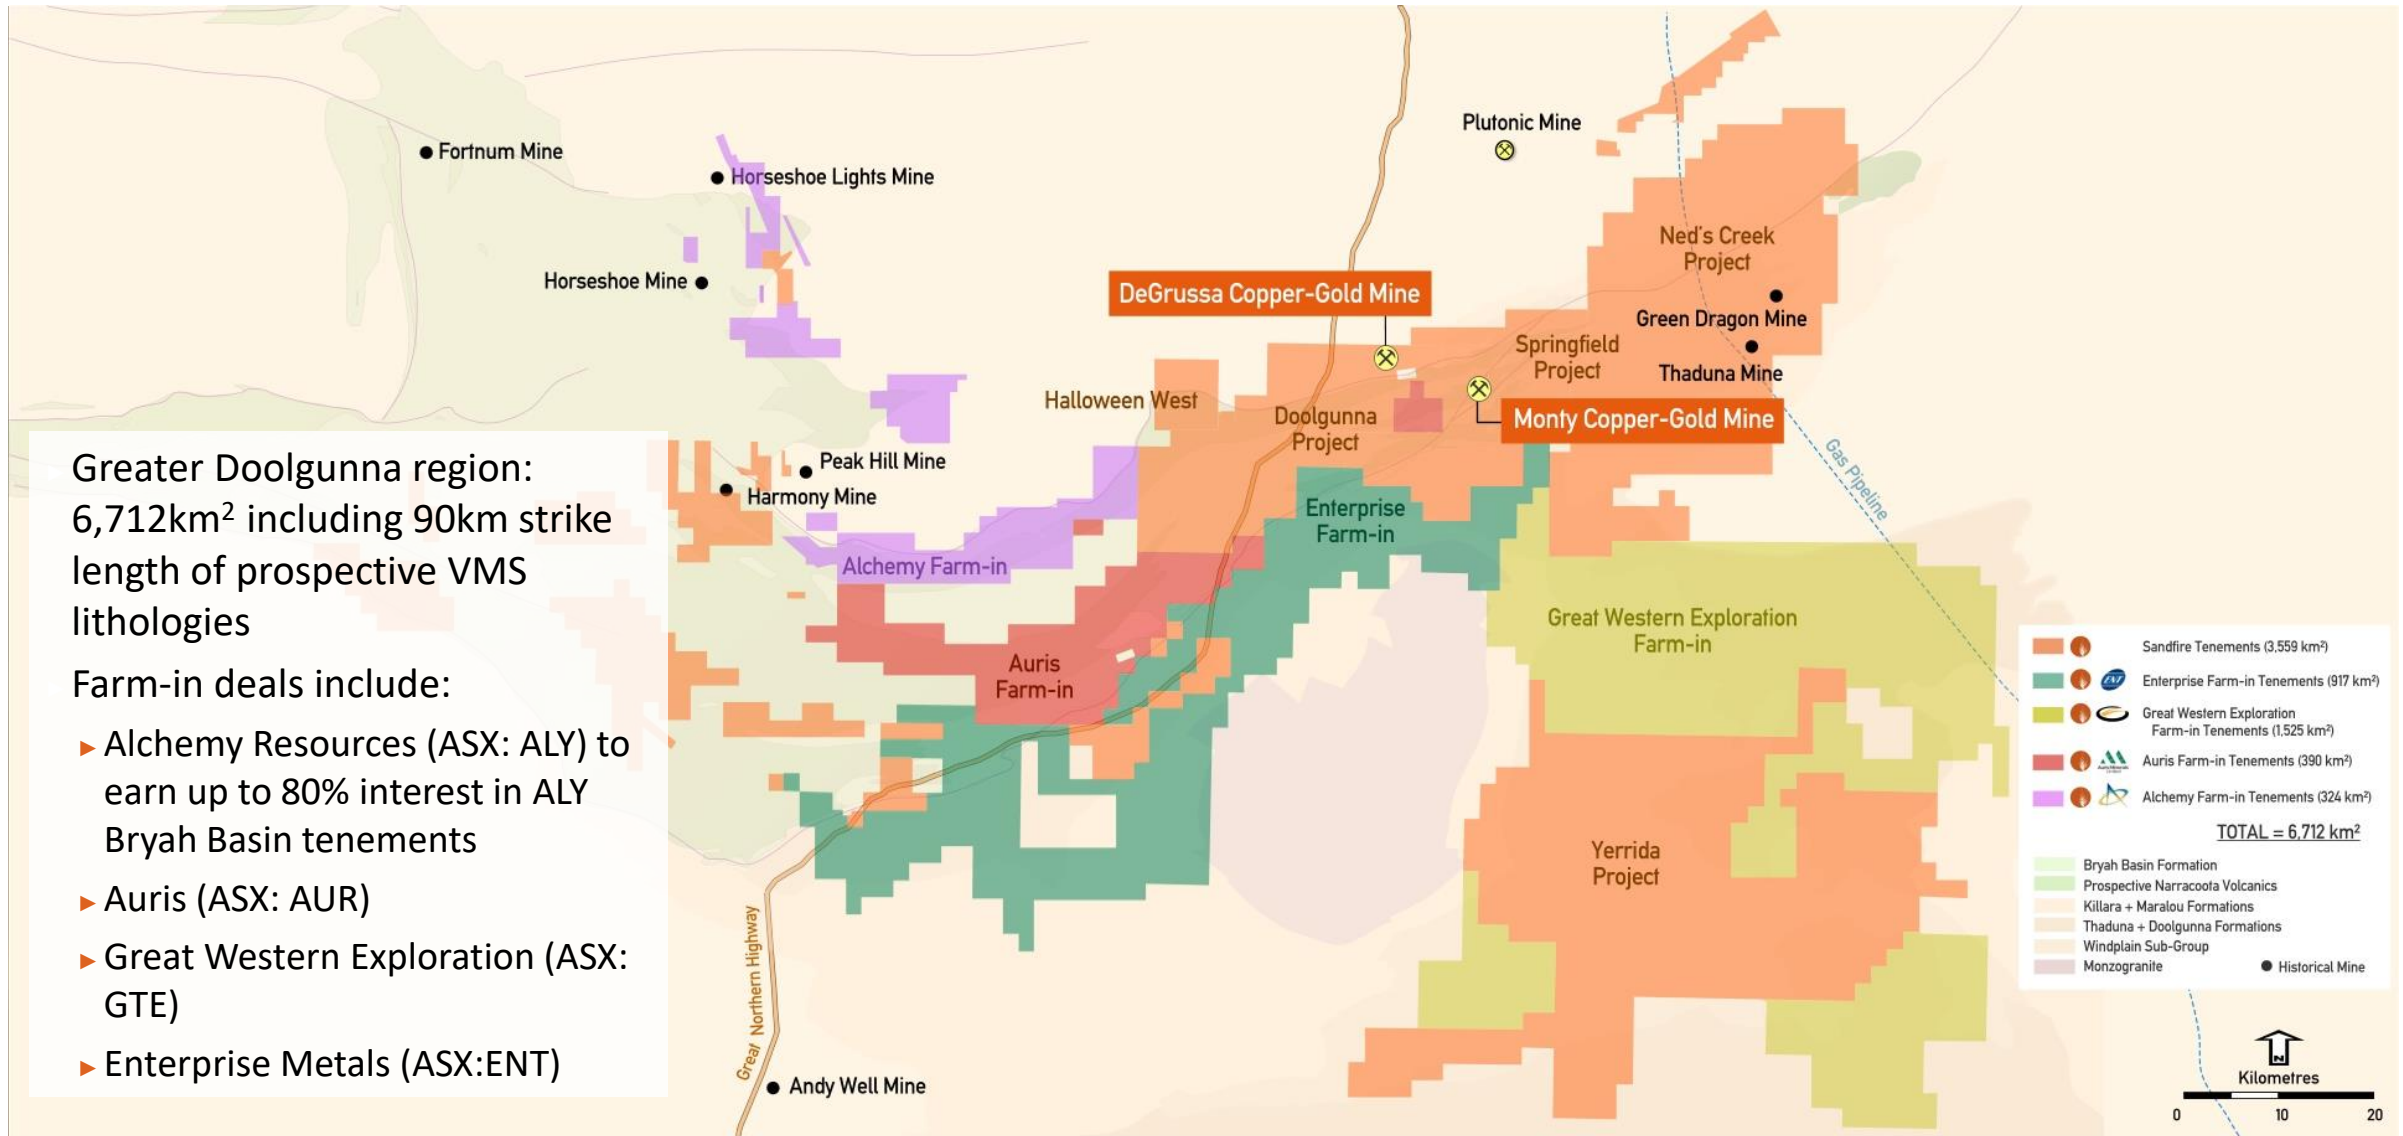 Fortnum Mine
Horseshoe Lights Mine
Horseshoe Mine
Plutonic Mine
Ned's Creek
Project
Green Dragon Mine
Thaduna Mine
DeGrussa Copper-Gold Mine
Springfield
Project
Halloween West
Doolgunna
Project
Monty Copper-Gold Mine
Gas Pipeline
Peak Hill Mine
Harmony Mine
Enterprise
Farm-in
Alchemy Farm-in
Great Western Exploration
Farm-in
Auris
Farm-in
Yerrida
Project
Great Northern Highway
Andy Well Mine
Greater Doolgunna region:
6,712km² including 90km strike
length of prospective VMS
lithologies
Farm-in deals include:
► Alchemy Resources (ASX: ALY) to
earn up to 80% interest in ALY
Bryah Basin tenements
► Auris (ASX: AUR)
► Great Western Exploration (ASX:
GTE)
► Enterprise Metals (ASX:ENT)
Sandfire Tenements (3,559 km²)
ENT
Enterprise Farm-in Tenements (917 km²)
Great Western Exploration
Farm-in Tenements (1,525 km²)
Auris Farm-in Tenements (390 km²)
Alchemy Farm-in Tenements (324 km²)
TOTAL = 6,712 km²
Bryah Basin Formation
Prospective Narracoota Volcanics
Killara + Maralou Formations
Thaduna + Doolgunna Formations
Windplain Sub-Group
Monzogranite
Historical Mine
N
Kilometres
0 10 20